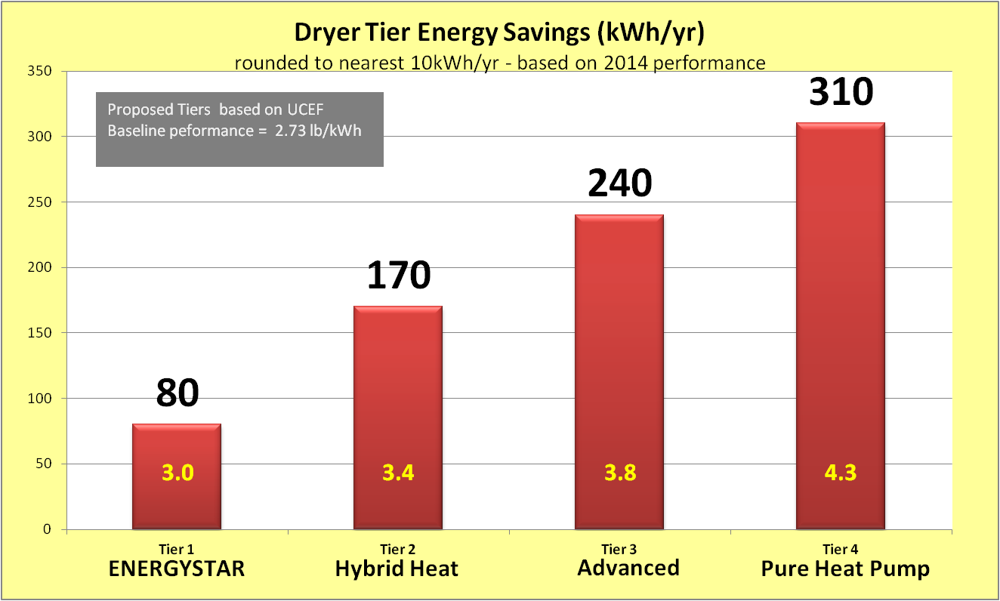 Dryer Tier Energy Savings (kWh/yr)
rounded to nearest 10kWh/yr - based on 2014 performance
Proposed Tiers based on UCEF
Baseline peformance = 2.73 lb/kWh
350
300
250
200
150
100
50
0
80
170
240
310
3.0
3.4
3.8
4.3
Tier 1
ENERGYSTAR
Tier 2
Hybrid Heat
Tier 3
Advanced
Tier 4
Pure Heat Pump